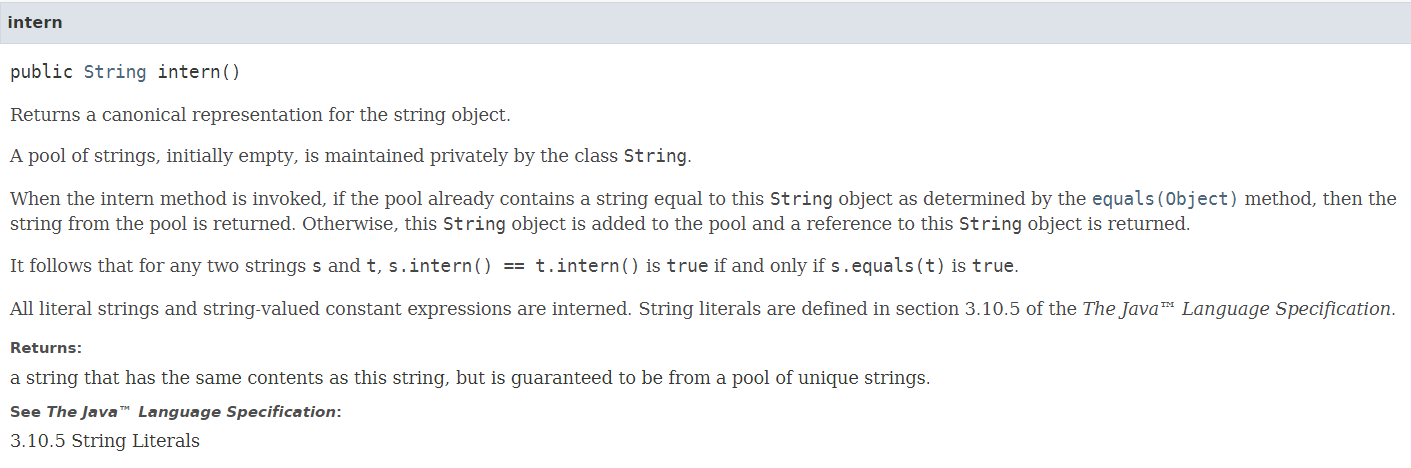 intern
public String intern()
Returns a canonical representation for the string object.
A pool of strings, initially empty, is maintained privately by the class String.
When the intern method is invoked, if the pool already contains a string equal to this String object as determined by the equals(Object) method, then the
string from the pool is returned. Otherwise, this String object is added to the pool and a reference to this String object is returned.
It follows that for any two strings s and t, s.intern() == t.intern() is true if and only if s.equals(t) is true.
All literal strings and string-valued constant expressions are interned. String literals are defined in section 3.10.5 of the The Java™ Language Specification.
Returns:
a string that has the same contents as this string, but is guaranteed to be from a pool of unique strings.
See The Java™ Language Specification:
3.10.5 String Literals